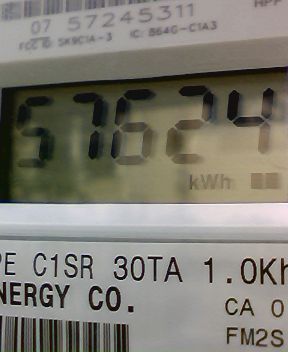 07 57245311
FCC ID: SK9C1A-3 IC: 864G-C1A3
57624
kWh
PE C1SR 30TA 1.0Kh
NERGY CO.
CA 0
FM2S